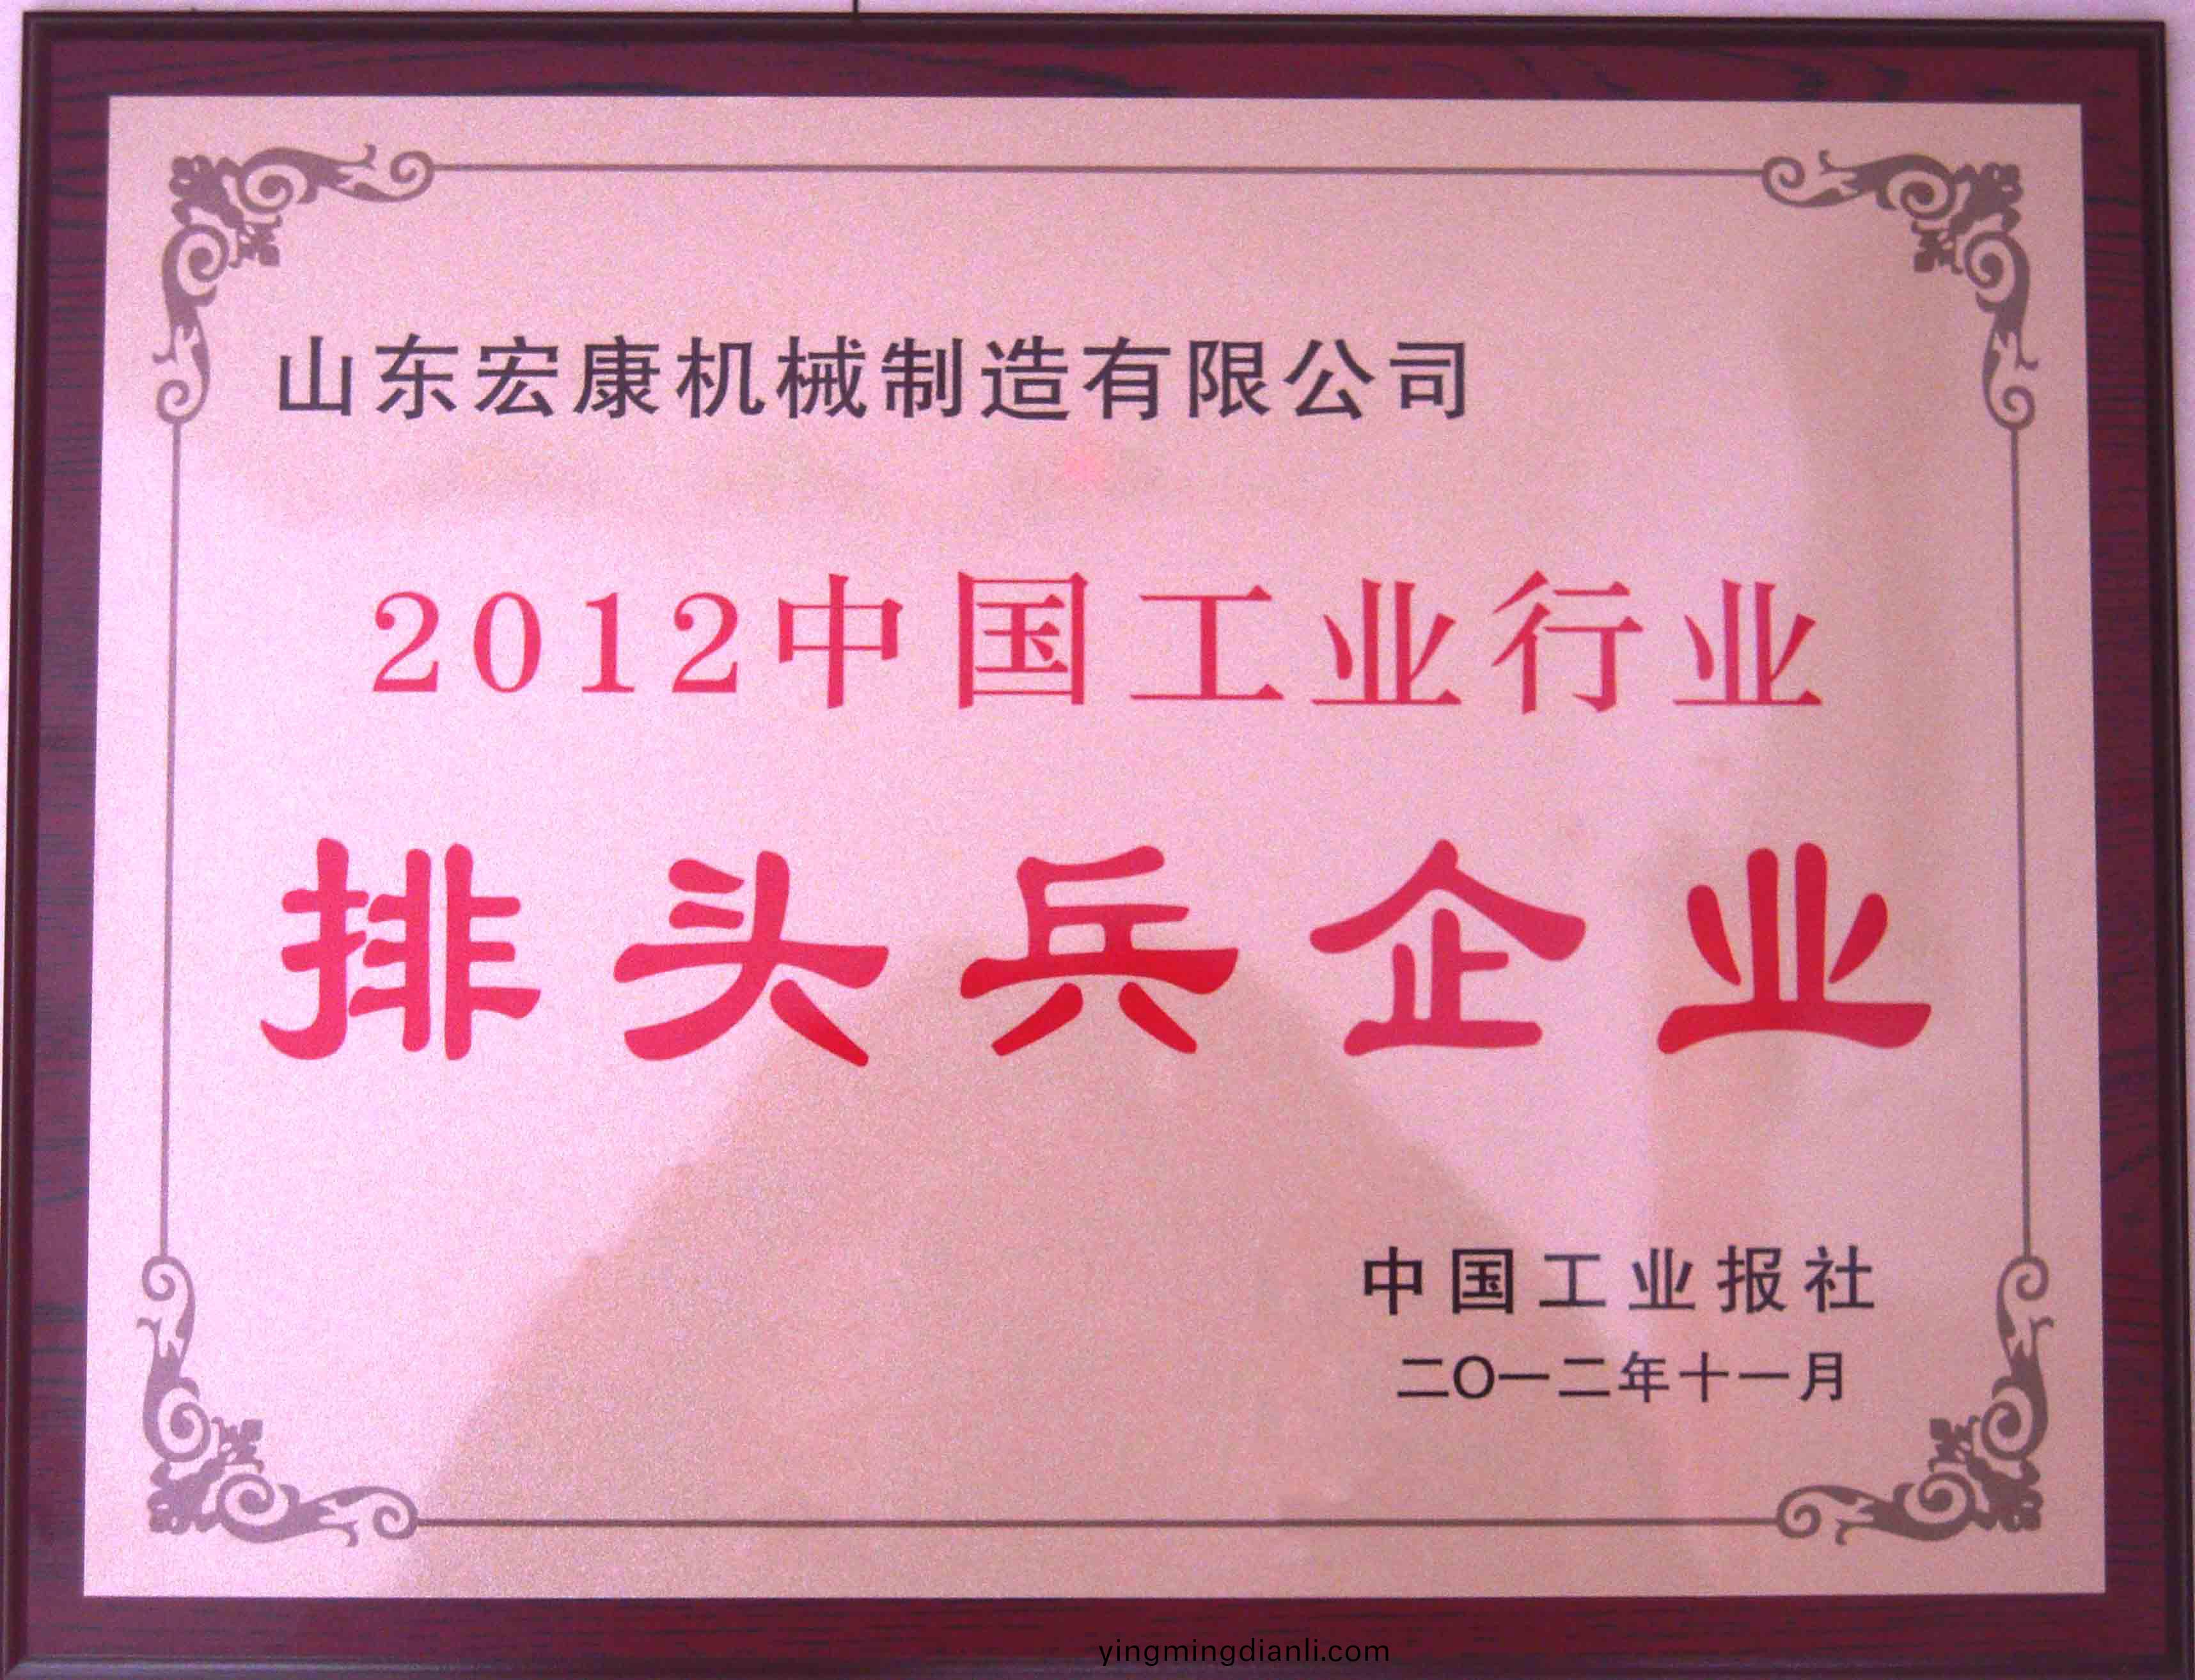 山东宏康机械制造有限公司
2012中国工业行业
排头兵企业
中国工业报社
二〇一二年十一月
yingmingdianli.com